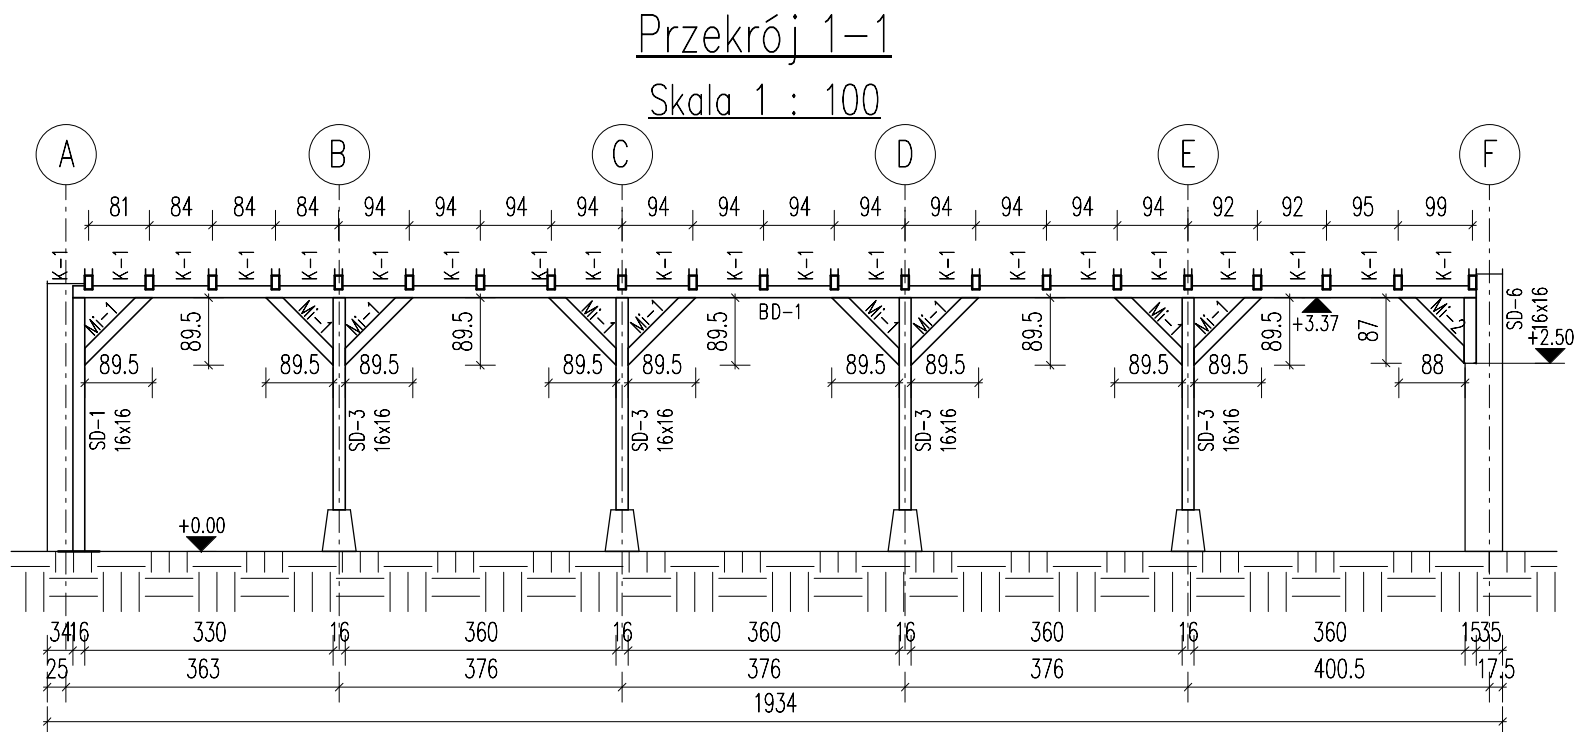 Przekrój 1-1
Skala 1 : 100
A B C D E F
81 84 84 84 94 94 94 94 94 94 94 94 94 94 94 94 92 92 95 99
K-1 K-1 K-1 K-1 K-1 K-1 K-1 K-1 K-1 K-1 K-1 K-1 K-1 K-1 K-1 K-1 K-1 K-1 K-1 K-1 K-1
Mi-1 Mi-1 Mi-1 Mi-1 Mi-1 BD-1 Mi-1 Mi-1 Mi-1 Mi-1 +3.37 Mi-2
SD-6
16x16
+2.50
89.5 89.5 89.5 89.5 89.5 87
89.5 89.5 89.5 89.5 89.5 89.5 89.5 89.5 89.5 88
SD-1
16x16
SD-3
16x16
SD-3
16x16
SD-3
16x16
SD-3
16x16
+0.00
34 16 330 16 360 16 360 16 360 16 360 15 35
25 363 376 376 376 400.5 17.5
1934